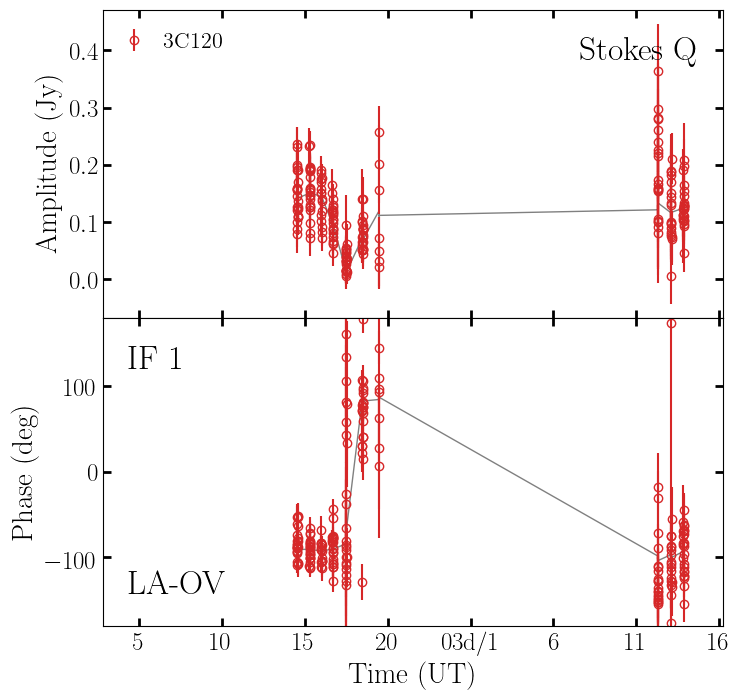 3C120
Stokes Q
Amplitude (Jy)
0.4
0.3
0.2
0.1
0.0
IF 1
LA-OV
Phase (deg)
100
0
−100
5 10 15 20 03d/1 6 11 16
Time (UT)